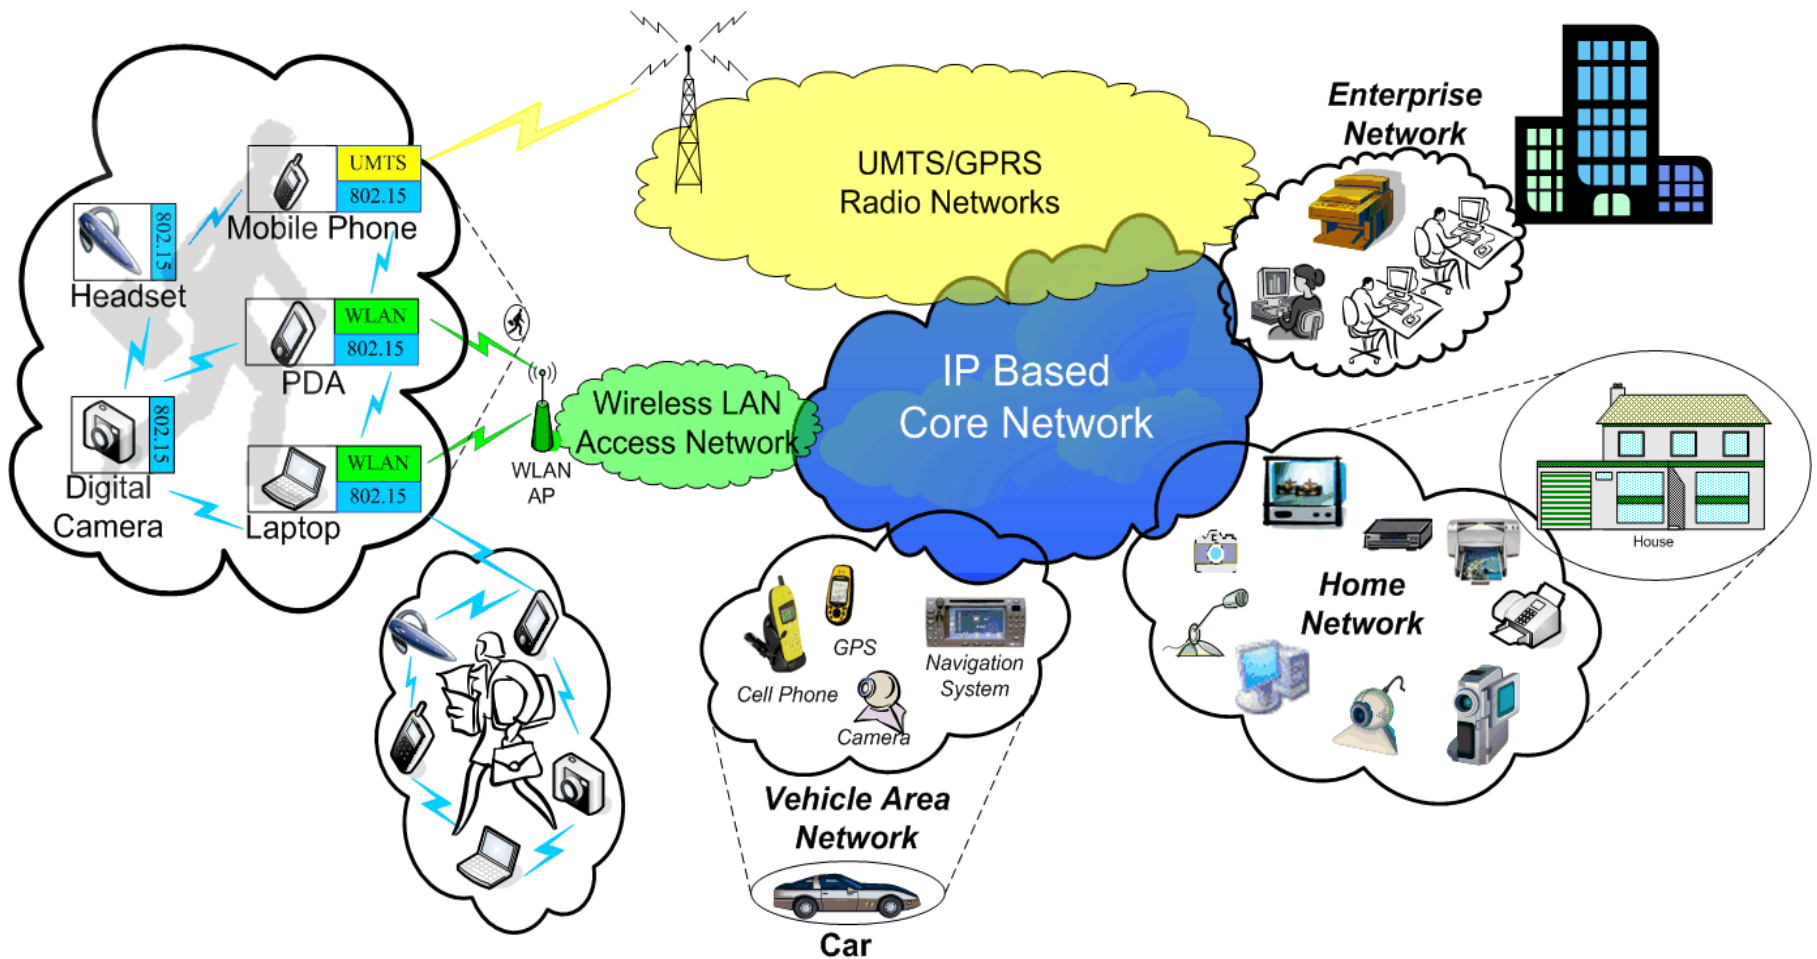 UMTS
802.15
Mobile Phone
802.15
Headset
WLAN
802.15
PDA
802.15
Digital
Camera
WLAN
802.15
Laptop
WLAN
AP
Wireless LAN
Access Network
UMTS/GPRS
Radio Networks
IP Based
Core Network
Enterprise
Network
House
Home
Network
GPS
Cell Phone
Navigation
System
Camera
Vehicle Area
Network
Car